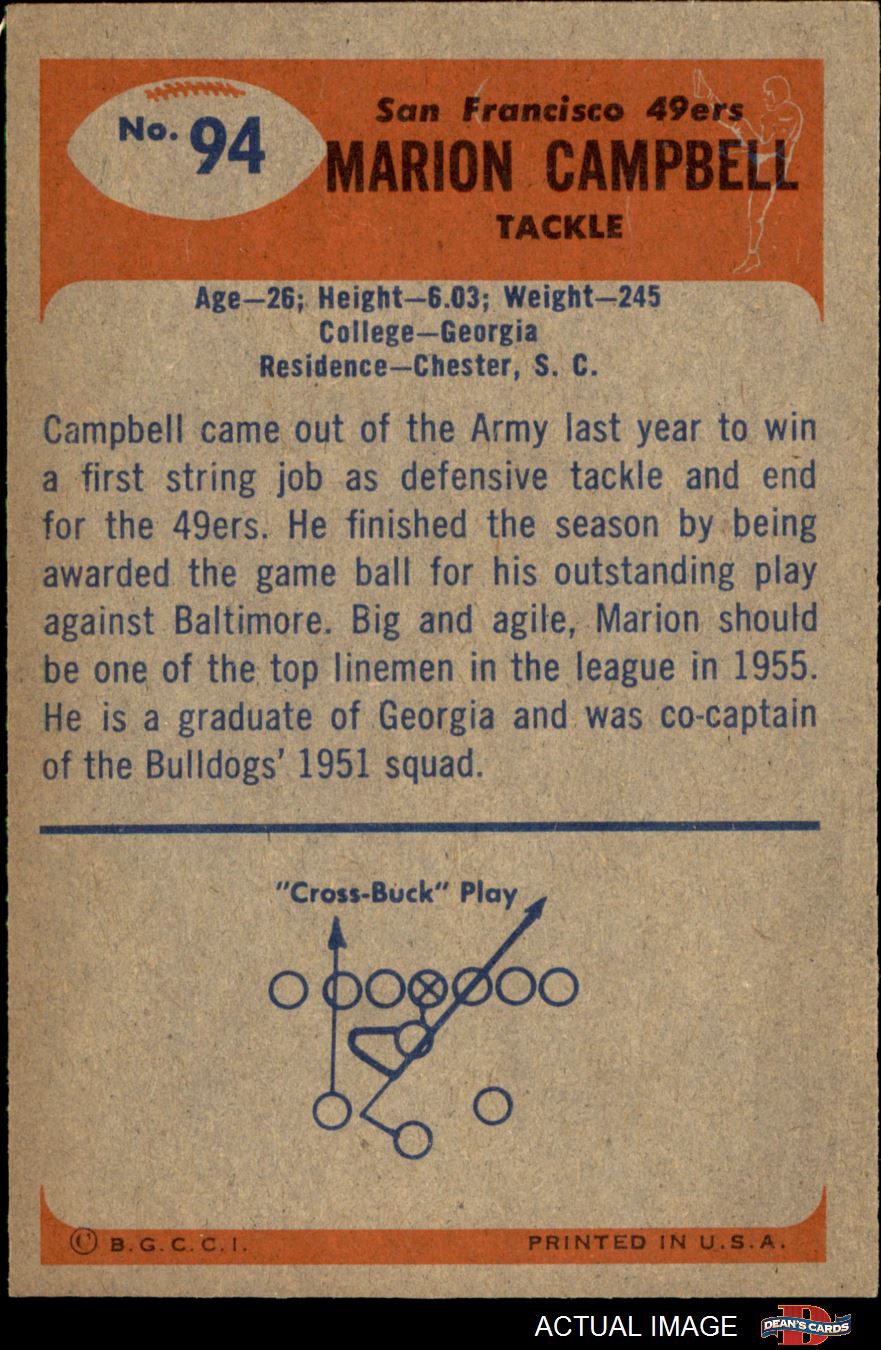 No. 94
San Francisco 49ers
MARION CAMPBELL
TACKLE
Age—26; Height—6.03; Weight—245
College—Georgia
Residence—Chester, S. C.
Campbell came out of the Army last year to win
a first string job as defensive tackle and end
for the 49ers. He finished the season by being
awarded the game ball for his outstanding play
against Baltimore. Big and agile, Marion should
be one of the top linemen in the league in 1955.
He is a graduate of Georgia and was co-captain
of the Bulldogs’ 1951 squad.
"Cross-Buck" Play
© B. G. C. C. I. PRINTED IN U.S.A.
ACTUAL IMAGE D DEAN'S CARDS